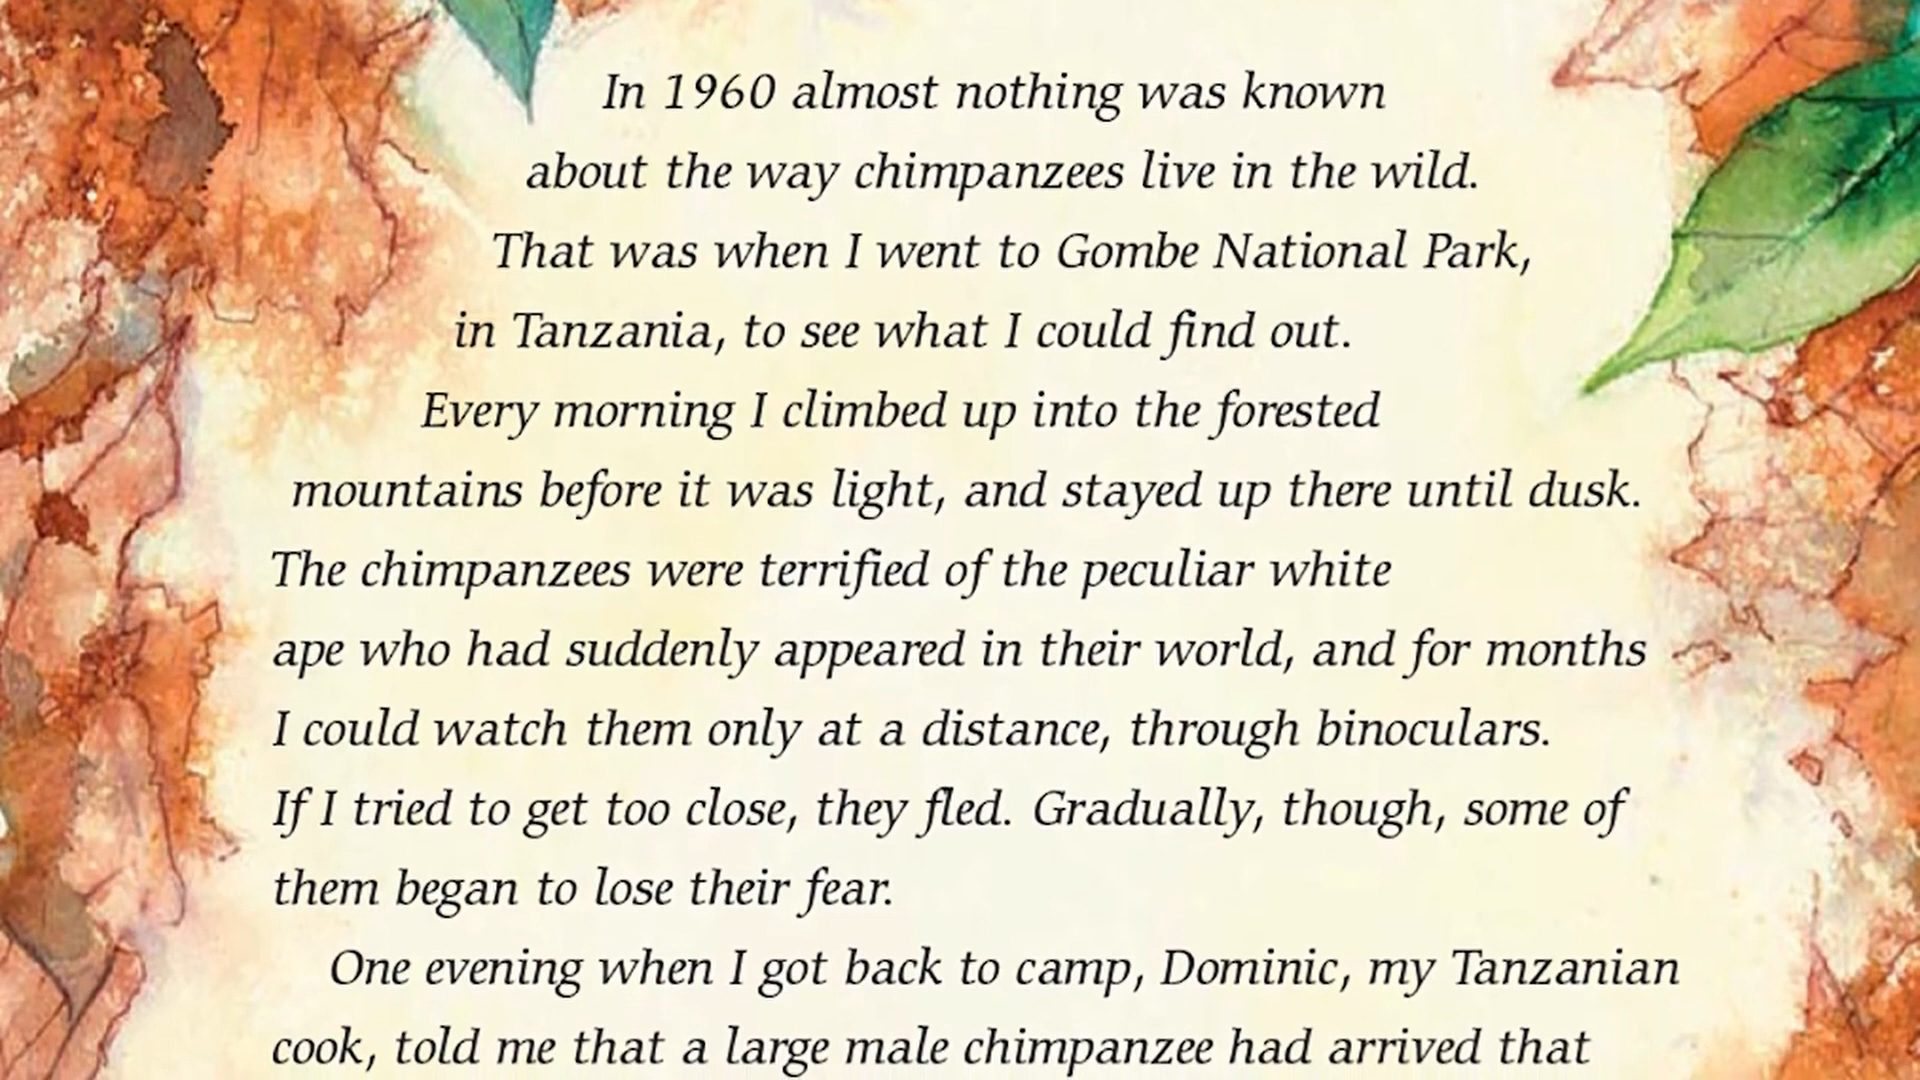 In 1960 almost nothing was known
about the way chimpanzees live in the wild.
That was when I went to Gombe National Park,
in Tanzania, to see what I could find out.
Every morning I climbed up into the forested
mountains before it was light, and stayed up there until dusk.
The chimpanzees were terrified of the peculiar white
ape who had suddenly appeared in their world, and for months
I could watch them only at a distance, through binoculars.
If I tried to get too close, they fled. Gradually, though, some of
them began to lose their fear.
One evening when I got back to camp, Dominic, my Tanzanian
cook, told me that a large male chimpanzee had arrived that